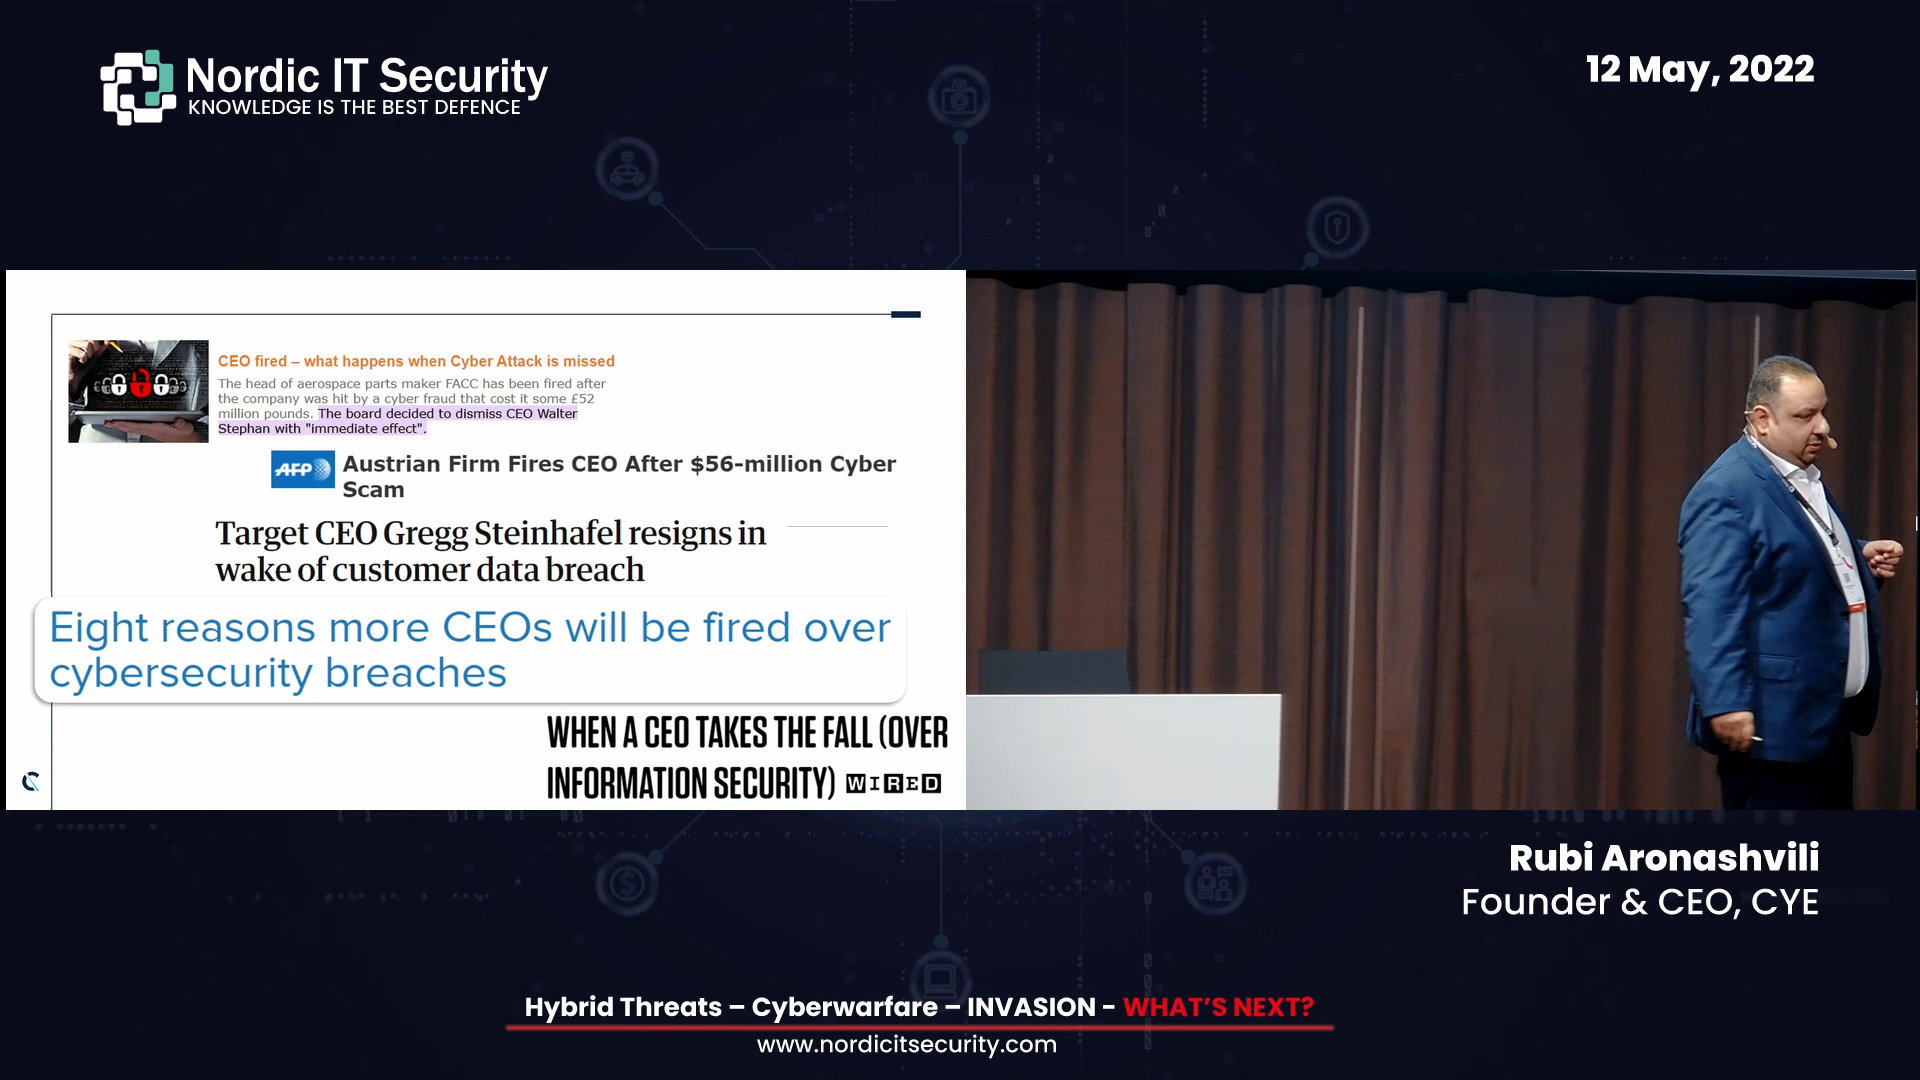 Nordic IT Security
KNOWLEDGE IS THE BEST DEFENCE
12 May, 2022
CEO fired – what happens when Cyber Attack is missed
The head of aerospace parts maker FACC has been fired after
the company was hit by a cyber fraud that cost it some £52
million pounds. The board decided to dismiss CEO Walter
Stephan with "immediate effect".
AFP
Austrian Firm Fires CEO After $56-million Cyber
Scam
Target CEO Gregg Steinhafel resigns in
wake of customer data breach
Eight reasons more CEOs will be fired over
cybersecurity breaches
WHEN A CEO TAKES THE FALL (OVER
INFORMATION SECURITY) WIRED
Rubi Aronashvili
Founder & CEO, CYE
Hybrid Threats – Cyberwarfare – INVASION - WHAT'S NEXT?
www.nordicitsecurity.com